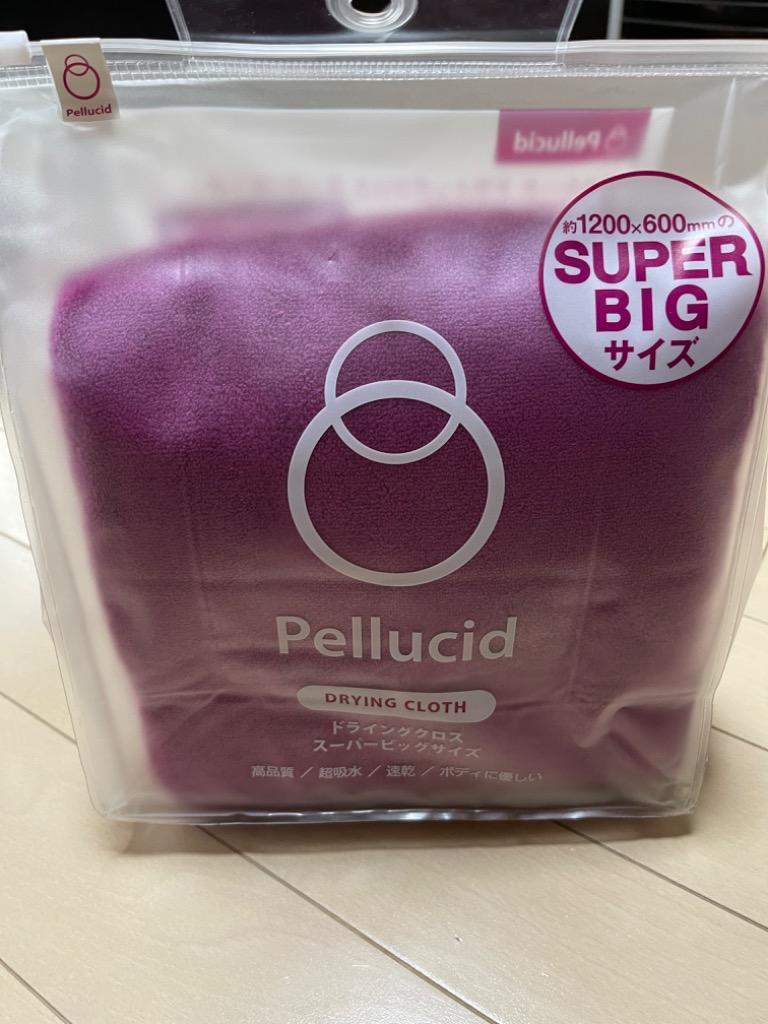 Pellucid
Pellucid
約1200×600mmの
SUPER
BIG
サイズ
Pellucid
DRYING CLOTH
ドライングクロス
スーパービッグサイズ
高品質 / 超吸水 / 速乾 / ボディに優しい